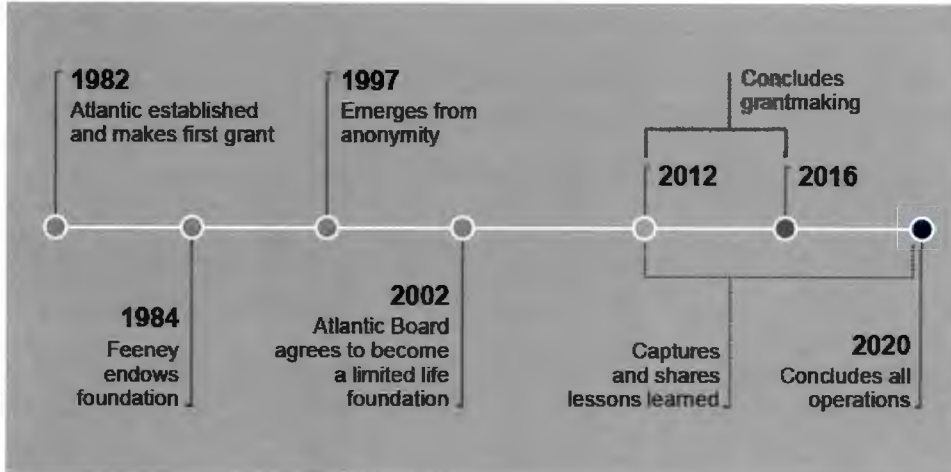 1982
Atlantic established
and makes first grant
1997
Emerges from
anonymity
Concludes
grantmaking
2012
2016
1984
Feeney
endows
foundation
2002
Atlantic Board
agrees to become
a limited life
foundation
Captures
and shares
lessons learned
2020
Concludes all
operations